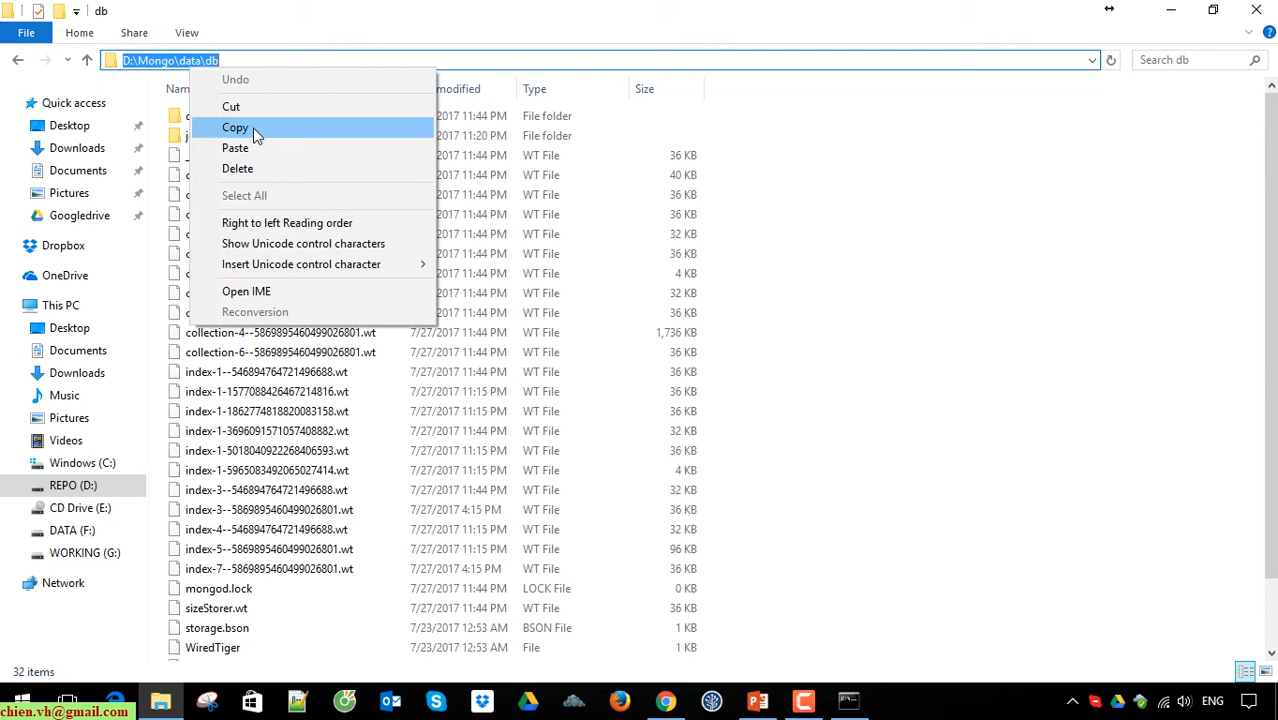 db
File Home Share View
D:\Mongo\data\db Search db
Undo
Cut
Copy
Paste
Delete
Select All
Right to left Reading order
Show Unicode control characters
Insert Unicode control character
Open IME
Reconversion
Quick access
Desktop
Downloads
Documents
Pictures
Googledrive
Dropbox
OneDrive
This PC
Desktop
Documents
Downloads
Music
Pictures
Videos
Windows (C:)
REPO (D:)
CD Drive (E:)
DATA (F:)
WORKING (G:)
Network
modified Type Size
7/2017 11:44 PM File folder
7/2017 11:20 PM File folder
7/2017 11:44 PM WT File 36 KB
7/2017 11:44 PM WT File 40 KB
7/2017 11:44 PM WT File 36 KB
7/2017 11:44 PM WT File 36 KB
7/2017 11:44 PM WT File 32 KB
7/2017 11:44 PM WT File 36 KB
7/2017 11:44 PM WT File 4 KB
7/2017 11:44 PM WT File 32 KB
7/2017 11:44 PM WT File 36 KB
collection-4--5869895460499026801.wt 7/27/2017 11:44 PM WT File 1,736 KB
collection-6--5869895460499026801.wt 7/27/2017 11:44 PM WT File 36 KB
index-1--546894764721496688.wt 7/27/2017 11:44 PM WT File 36 KB
index-1-1577088426467214816.wt 7/27/2017 11:15 PM WT File 36 KB
index-1-1862774818820083158.wt 7/27/2017 11:15 PM WT File 36 KB
index-1-3696091571057408882.wt 7/27/2017 11:44 PM WT File 32 KB
index-1-5018040922268406593.wt 7/27/2017 11:15 PM WT File 36 KB
index-1-5965083492065027414.wt 7/27/2017 11:15 PM WT File 4 KB
index-3--546894764721496688.wt 7/27/2017 11:44 PM WT File 32 KB
index-3--5869895460499026801.wt 7/27/2017 4:15 PM WT File 36 KB
index-4--546894764721496688.wt 7/27/2017 11:15 PM WT File 32 KB
index-5--5869895460499026801.wt 7/27/2017 11:15 PM WT File 96 KB
index-7--5869895460499026801.wt 7/27/2017 4:15 PM WT File 36 KB
mongod.lock 7/27/2017 11:44 PM LOCK File 0 KB
sizeStorer.wt 7/27/2017 11:44 PM WT File 36 KB
storage.bson 7/23/2017 12:53 AM BSON File 1 KB
WiredTiger 7/23/2017 12:53 AM File 1 KB
32 items
chien.vh@gmail.com
ENG